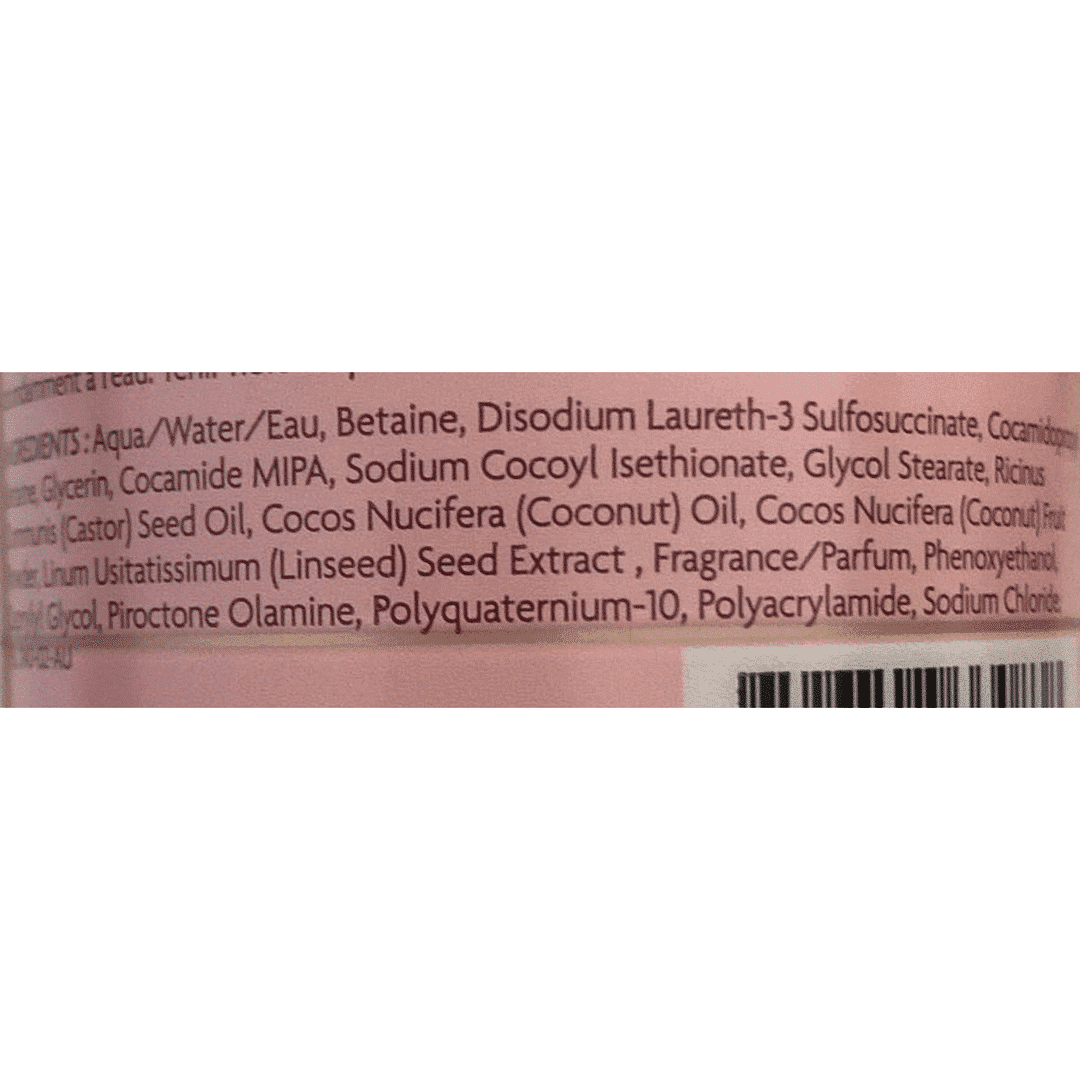 à l'eau.
: Aqua/Water/Eau, Betaine, Disodium Laureth-3 Sulfosuccinate,
Glycerin, Cocamide MIPA, Sodium Cocoyl Isethionate, Glycol Stearate, Ricinus
(Castor) Seed Oil, Cocos Nucifera (Coconut) Oil, Cocos Nucifera (Coconut) Fruit
Linum Usitatissimum (Linseed) Seed Extract , Fragrance/Parfum, Phenoxyethanol,
Glycol, Piroctone Olamine, Polyquaternium-10, Polyacrylamide, Sodium Chloride